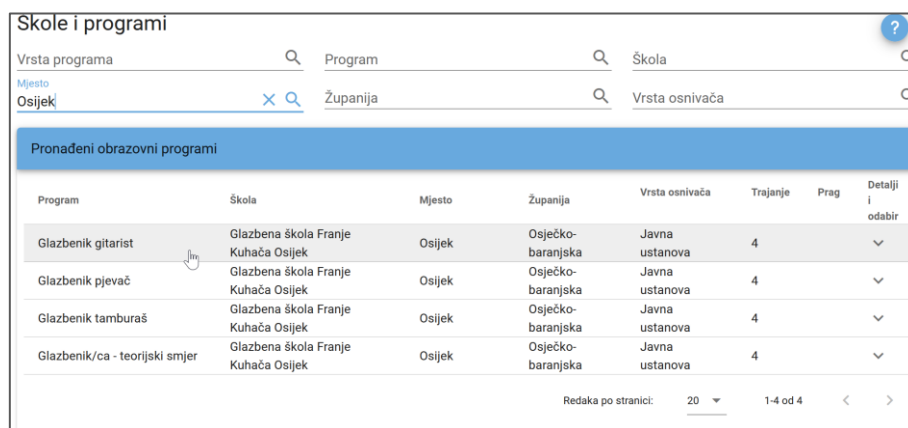 Škole i programi
?
Vrsta programa Program Škola
Mjesto
Osijek Županija Vrsta osnivača
Pronađeni obrazovni programi
Program Škola Mjesto Županija Vrsta osnivača Trajanje Prag Detalji
i
odabir
Glazbenik gitarist Glazbena škola Franje Osijek Osječko- Javna 4
Kuhača Osijek baranjska ustanova
Glazbenik pjevač Glazbena škola Franje Osijek Osječko- Javna 4
Kuhača Osijek baranjska ustanova
Glazbenik tamburaš Glazbena škola Franje Osijek Osječko- Javna 4
Kuhača Osijek baranjska ustanova
Glazbenik/ca - teorijski smjer Glazbena škola Franje Osijek Osječko- Javna 4
Kuhača Osijek baranjska ustanova
Redaka po stranici: 20 1-4 od 4